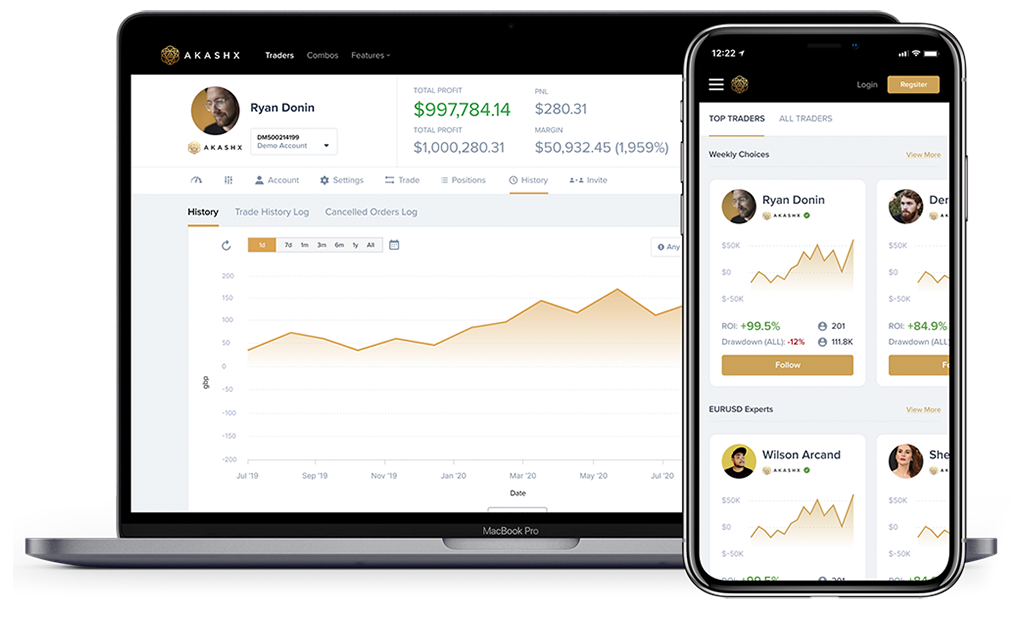 AKASHX
Traders Combos Features
Ryan Donin
AKASHX
DM500214199
Demo Account
TOTAL PROFIT
$997,784.14
PNL
$280.31
TOTAL PROFIT
$1,000,280.31
MARGIN
$50,932.45 (1,959%)
Account Settings Trade Positions History Invite
History Trade History Log Cancelled Orders Log
1d 7d 1m 3m 6m 1y All
Any
200
150
100
50
0
-50
-100
-150
-200
gbp
Jul '19 Sep '19 Nov '19 Jan '20 Mar '20 May '20 Jul '20
Date
MacBook Pro
12:22
Login Regsiter
TOP TRADERS ALL TRADERS
Weekly Choices View More
Ryan Donin
AKASHX
$50K
$0
$-50K
ROI: +99.5% 201
Drawdown (ALL): -12% 111.8K
Follow
Der
A
$50K
$0
$-50K
ROI: +84.9%
Drawdown (ALL)
Fo
EURUSD Experts View More
Wilson Arcand
AKASHX
$50K
$0
$-50K
ROI: +99.5% 201
She
A
$50K
$0
$-50K
ROI: +84.9